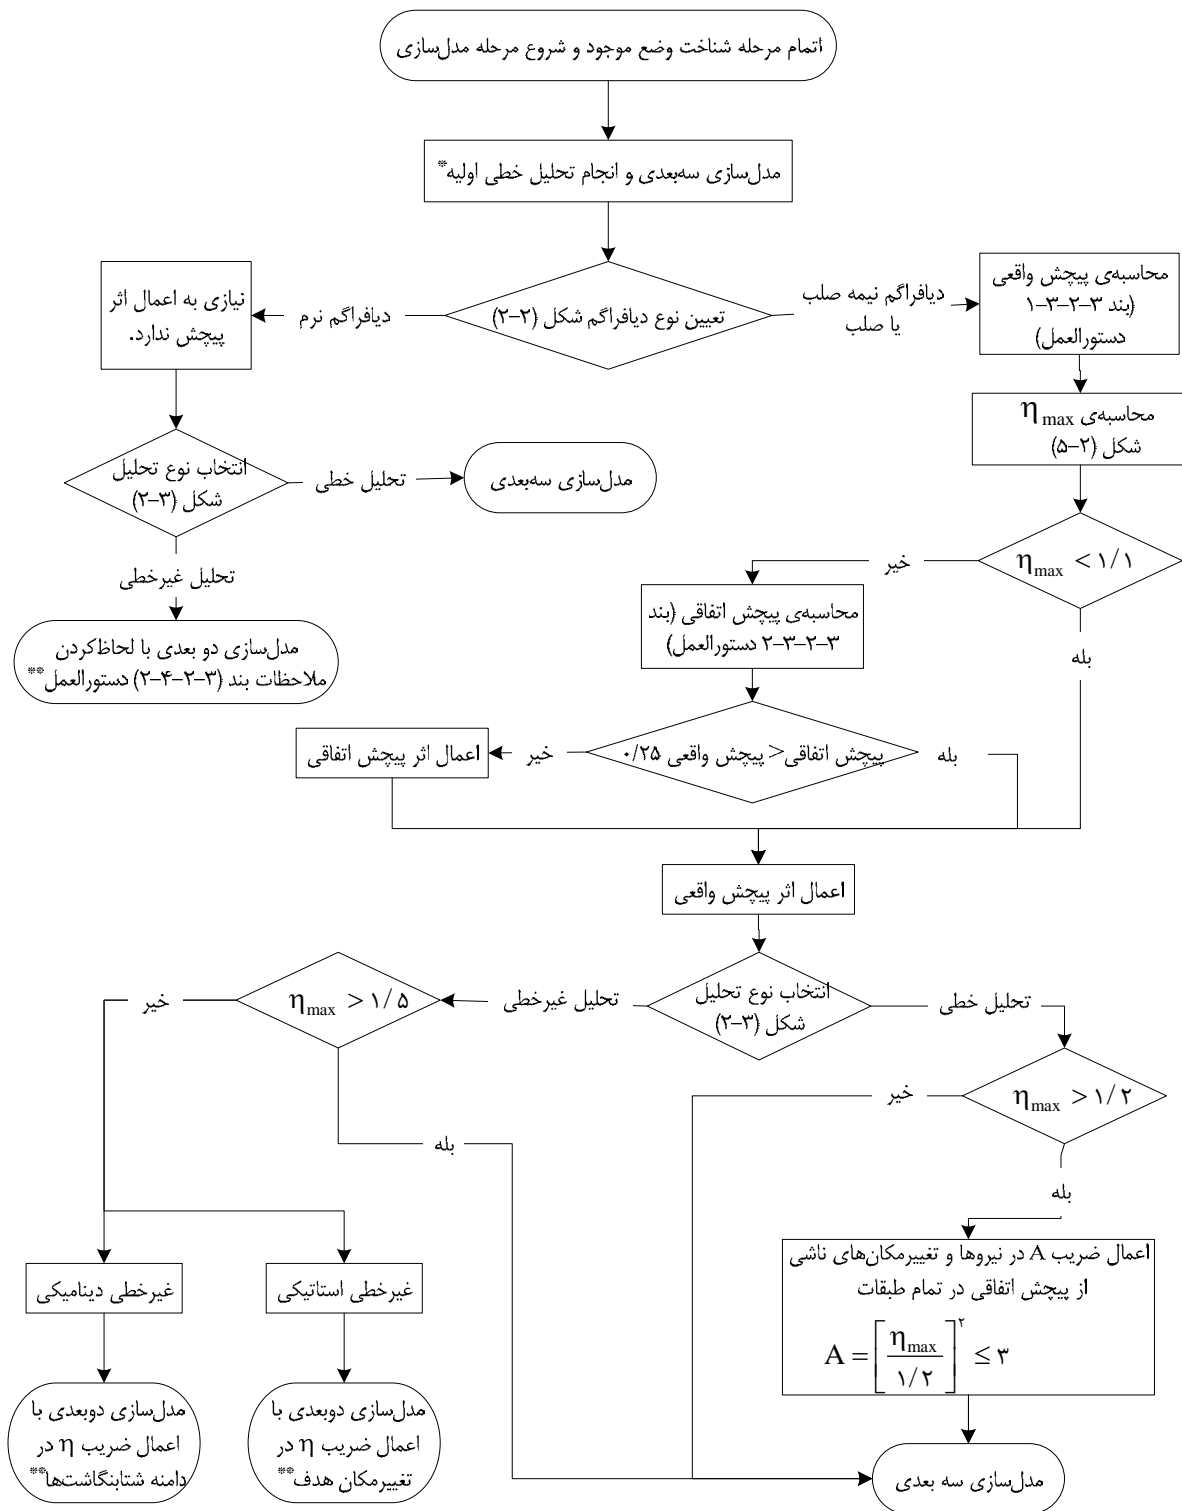 اتمام مرحله شناخت وضع موجود و شروع مرحله مدل‌سازی
مدل‌سازی سه‌بعدی و انجام تحلیل خطی اولیه*
تعیین نوع دیافراگم شکل (۲-۲)
دیافراگم نیمه صلب
یا صلب
محاسبه‌ی پیچش واقعی
(بند ۳-۲-۳-۱
دستورالعمل)
دیافراگم نرم
نیازی به اعمال اثر
پیچش ندارد.
محاسبه‌ی η max
شکل (۲-۵)
انتخاب نوع تحلیل
شکل (۲-۳)
تحلیل خطی
مدل‌سازی سه‌بعدی
تحلیل غیرخطی
مدل‌سازی دو بعدی با لحاظ‌کردن
ملاحظات بند (۳-۲-۴-۲) دستورالعمل**
η max < ۱/۱
خیر
بله
محاسبه‌ی پیچش اتفاقی (بند
۳-۲-۳-۲ دستورالعمل)
پیچش اتفاقی< پیچش واقعی ۰/۲۵
بله
خیر
اعمال اثر پیچش اتفاقی
اعمال اثر پیچش واقعی
انتخاب نوع تحلیل
شکل (۲-۳)
تحلیل خطی
تحلیل غیرخطی
η max > ۱/۵
خیر
بله
η max > ۱/۲
خیر
بله
اعمال ضریب A در نیروها و تغییرمکان‌های ناشی
از پیچش اتفاقی در تمام طبقات
A = [η max / ۱/۲]^۲ ≤ ۳
غیرخطی استاتیکی
غیرخطی دینامیکی
مدل‌سازی دوبعدی با
اعمال ضریب η در
تغییرمکان هدف**
مدل‌سازی دوبعدی با
اعمال ضریب η در
دامنه شتابنگاشت‌ها**
مدل‌سازی سه بعدی